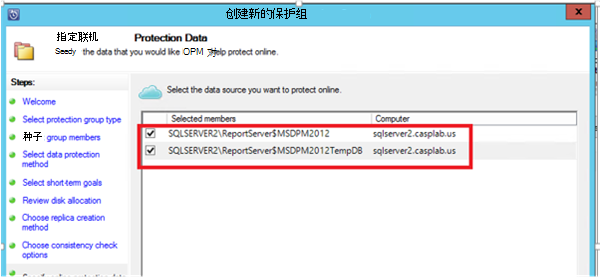 创建新的保护组
指定联机 Protection Data
Seedy the data that you would like OPM 为 help protect online.
Steps:
Welcome
Select protection group type
种子 group members
Select data protection method
Select short-term goals
Review disk allocation
Choose replica creation method
Choose consistency check options
Select the data source you want to protect online.
Selected members Computer
SQLSERVER2\ReportServer$MSDPM2012 sqlserver2.casplab.us
SQLSERVER2\ReportServer$MSDPM2012TempDB sqlserver2.casplab.us